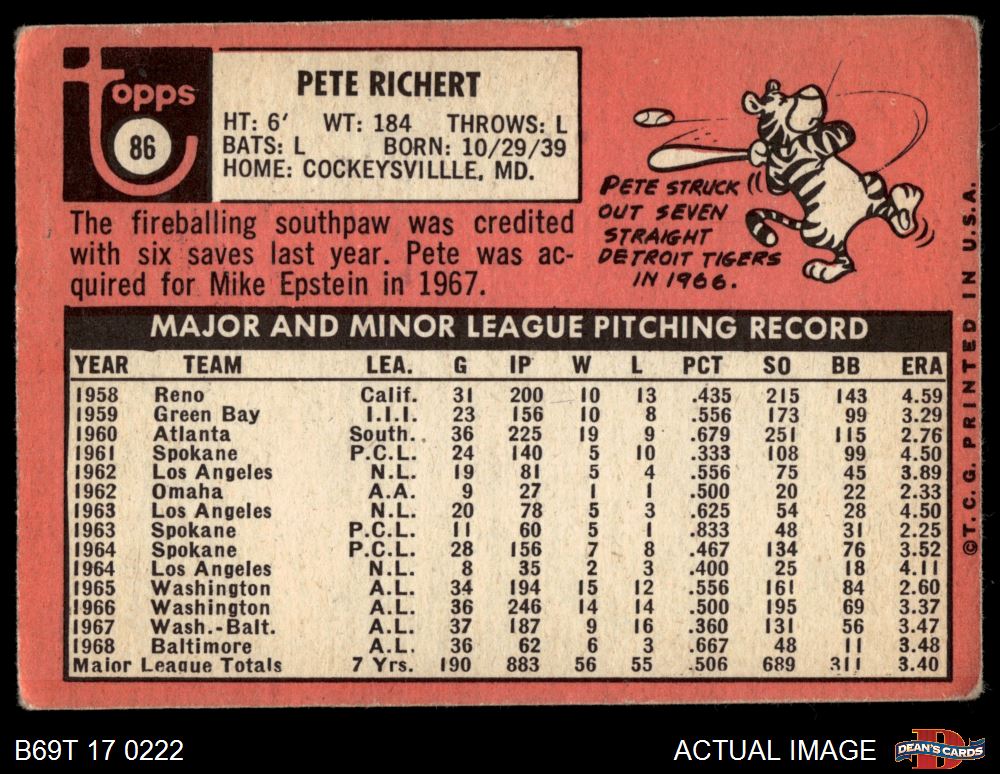 topps
86
PETE RICHERT
HT: 6' WT: 184 THROWS: L
BATS: L BORN: 10/29/39
HOME: COCKEYSVILLLE, MD.
The fireballing southpaw was credited
with six saves last year. Pete was ac-
quired for Mike Epstein in 1967.
PETE STRUCK
OUT SEVEN
STRAIGHT
DETROIT TIGERS
IN 1966.
MAJOR AND MINOR LEAGUE PITCHING RECORD
YEAR TEAM LEA. G IP W L PCT SO BB ERA
1958 Reno Calif. 31 200 10 13 .435 215 143 4.59
1959 Green Bay I.I.I. 23 156 10 8 .556 173 99 3.29
1960 Atlanta South. 36 225 19 9 .679 251 115 2.76
1961 Spokane P.C.L. 24 140 5 10 .333 108 99 4.50
1962 Los Angeles N.L. 19 81 5 4 .556 75 45 3.89
1962 Omaha A.A. 9 27 1 1 .500 20 22 2.33
1963 Los Angeles N.L. 20 78 5 3 .625 54 28 4.50
1963 Spokane P.C.L. 11 60 5 1 .833 48 31 2.25
1964 Spokane P.C.L. 28 156 7 8 .467 134 76 3.52
1964 Los Angeles N.L. 8 35 2 3 .400 25 18 4.11
1965 Washington A.L. 34 194 15 12 .556 161 84 2.60
1966 Washington A.L. 36 246 14 14 .500 195 69 3.37
1967 Wash.-Balt. A.L. 37 187 9 16 .360 131 56 3.47
1968 Baltimore A.L. 36 62 6 3 .667 48 11 3.48
Major League Totals 7 Yrs. 190 883 56 55 .506 689 311 3.40
©T.C.G. PRINTED IN U.S.A.
B69T 17 0222
ACTUAL IMAGE
DEAN'S CARDS